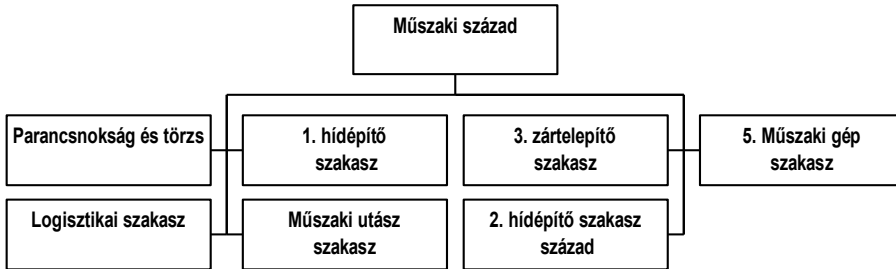 Műszaki század
Parancsnokság és törzs
1. hídépítő
szakasz
3. zártelepítő
szakasz
5. Műszaki gép
szakasz
Logisztikai szakasz
Műszaki utász
szakasz
2. hídépítő szakasz
század